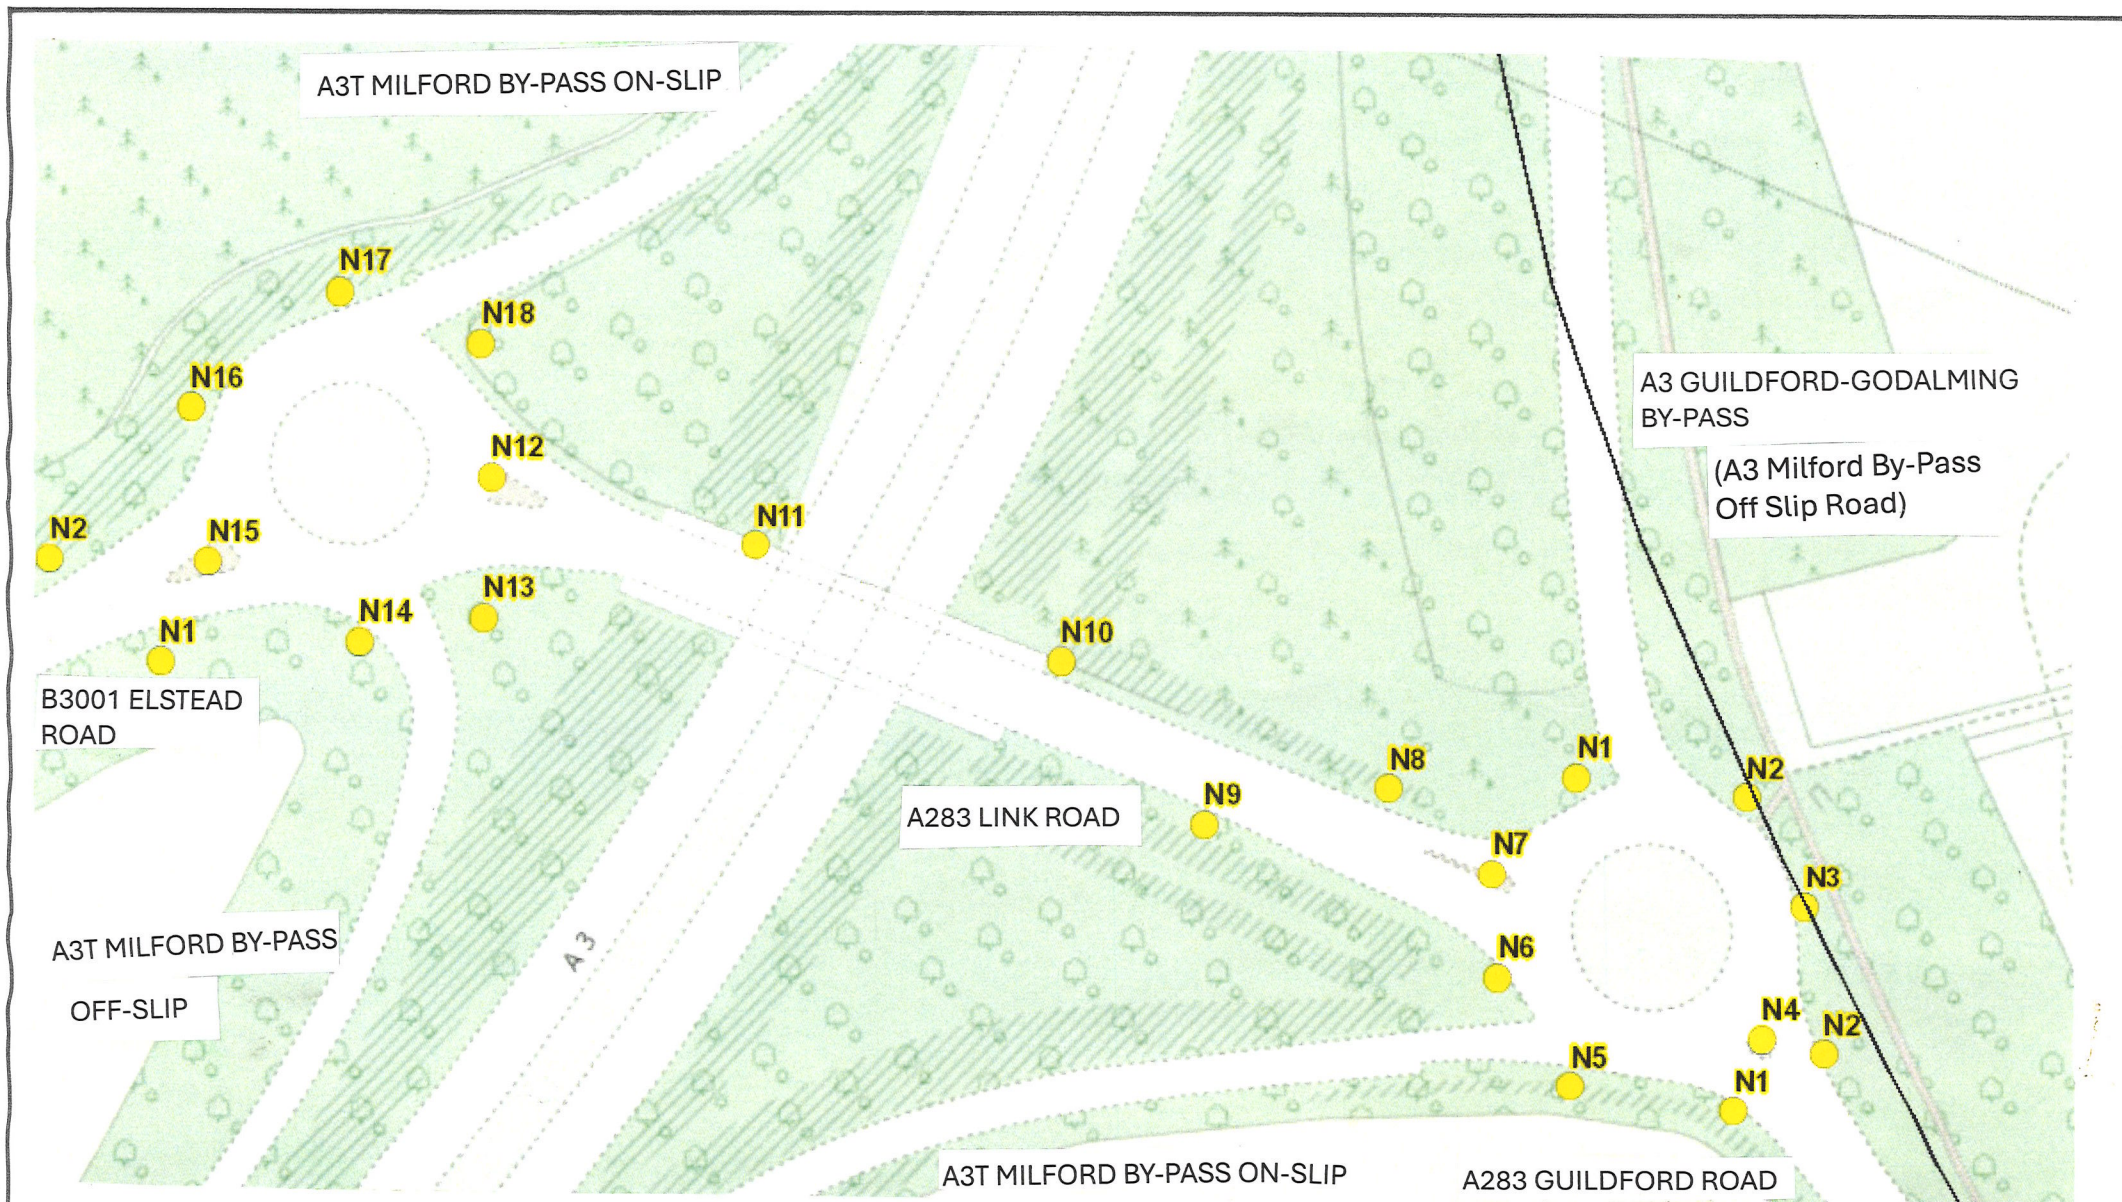 A3T MILFORD BY-PASS ON-SLIP
N17
N18
N16
A3 GUILDFORD-GODALMING
BY-PASS
N12
(A3 Milford By-Pass
Off Slip Road)
N11
N2
N15
N13
N14
N1
N10
B3001 ELSTEAD
ROAD
N8
N1
N2
N9
A283 LINK ROAD
N7
N3
A3T MILFORD BY-PASS
OFF-SLIP
A3
N6
N4
N2
N5
N1
A3T MILFORD BY-PASS ON-SLIP
A283 GUILDFORD ROAD